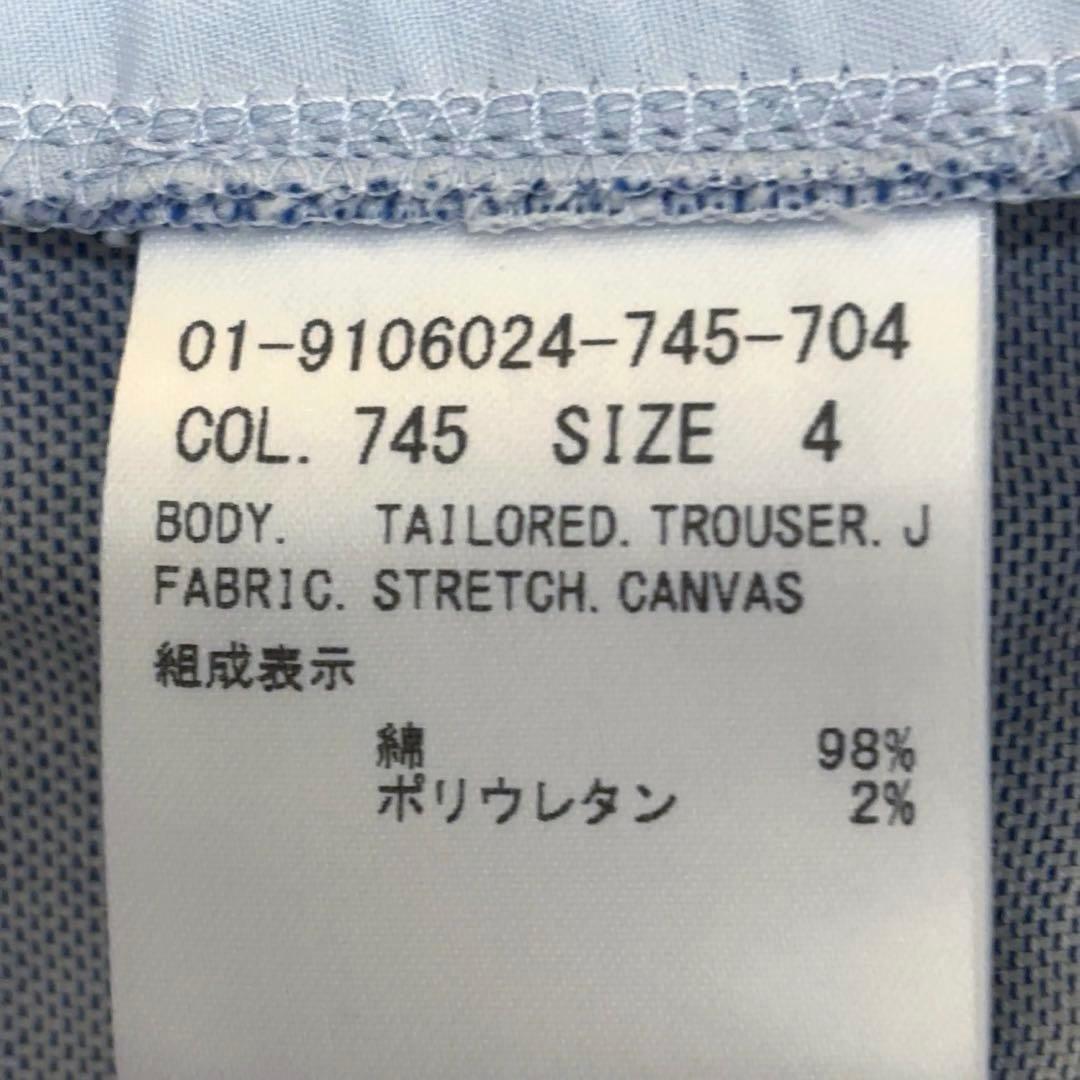 01-9106024-745-704
COL. 745 SIZE 4
BODY. TAILORED. TROUSER. J
FABRIC. STRETCH. CANVAS
組成表示
綿 98%
ポリウレタン 2%